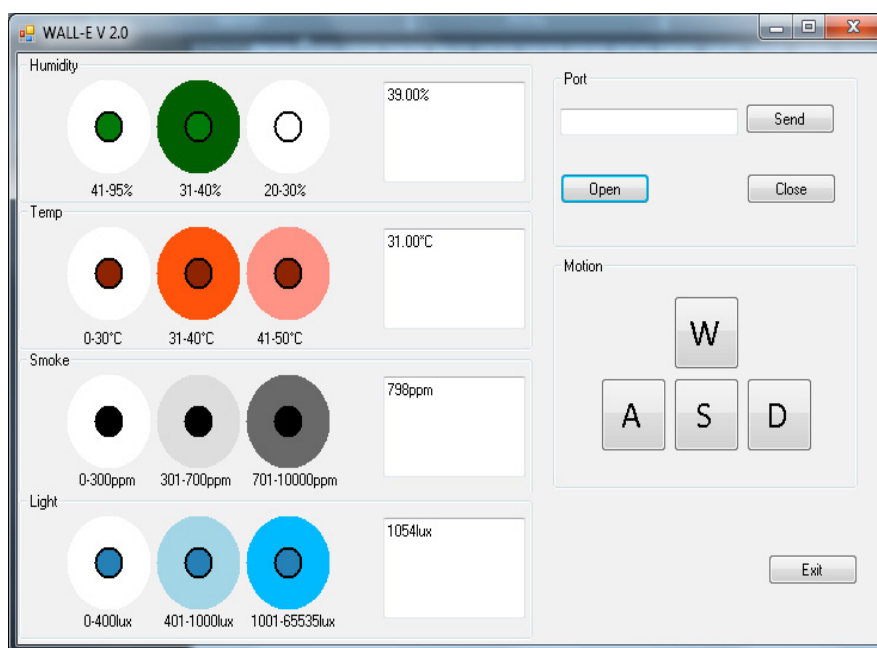 WALL-E V 2.0
Humidity
39.00%
41-95% 31-40% 20-30%
Temp
31.00°C
0-30°C 31-40°C 41-50°C
Smoke
798ppm
0-300ppm 301-700ppm 701-10000ppm
Light
1054lux
0-400lux 401-1000lux 1001-65535lux
Port
Send
Open Close
Motion
W
A S D
Exit